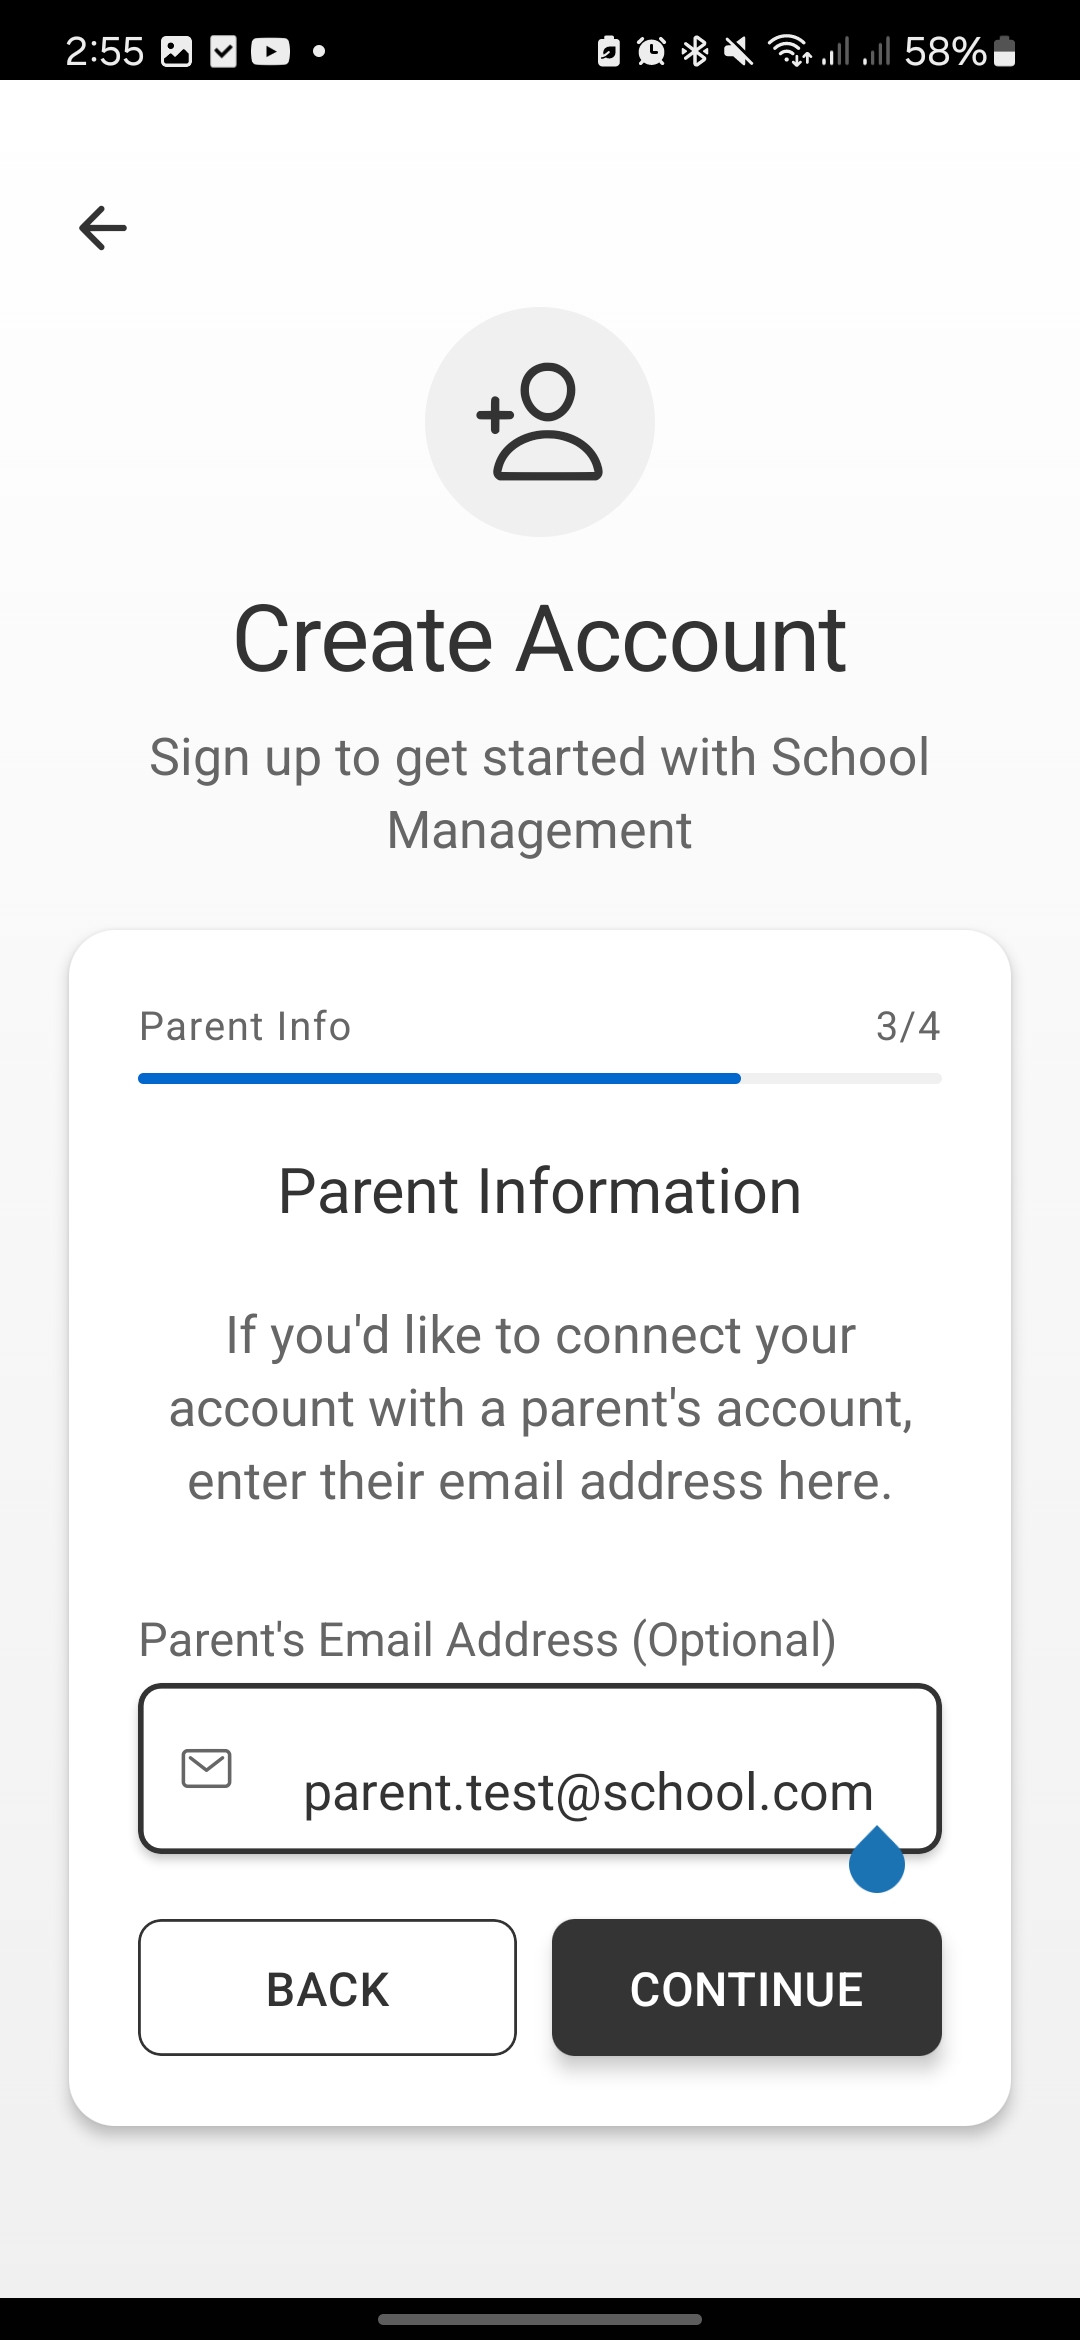 2:55
58%
Create Account
Sign up to get started with School
Management
Parent Info
3/4
Parent Information
If you'd like to connect your
account with a parent's account,
enter their email address here.
Parent's Email Address (Optional)
parent.test@school.com
BACK
CONTINUE